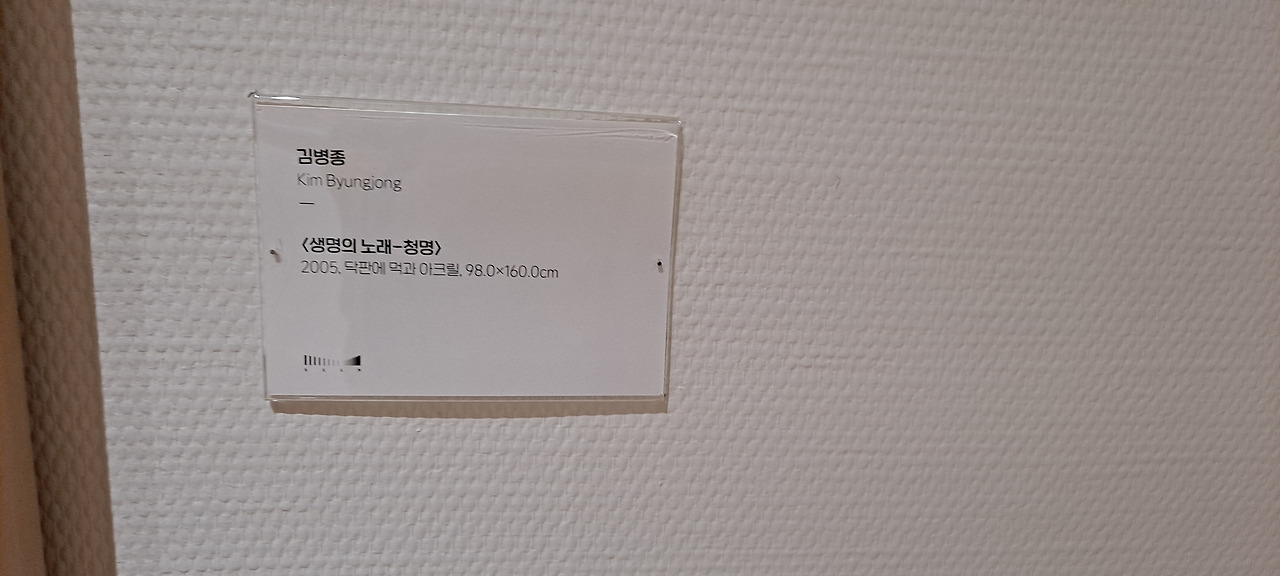 김병종
Kim Byungjong
—
〈생명의 노래-청명〉
2005, 닥판에 먹과 아크릴, 98.0×160.0cm